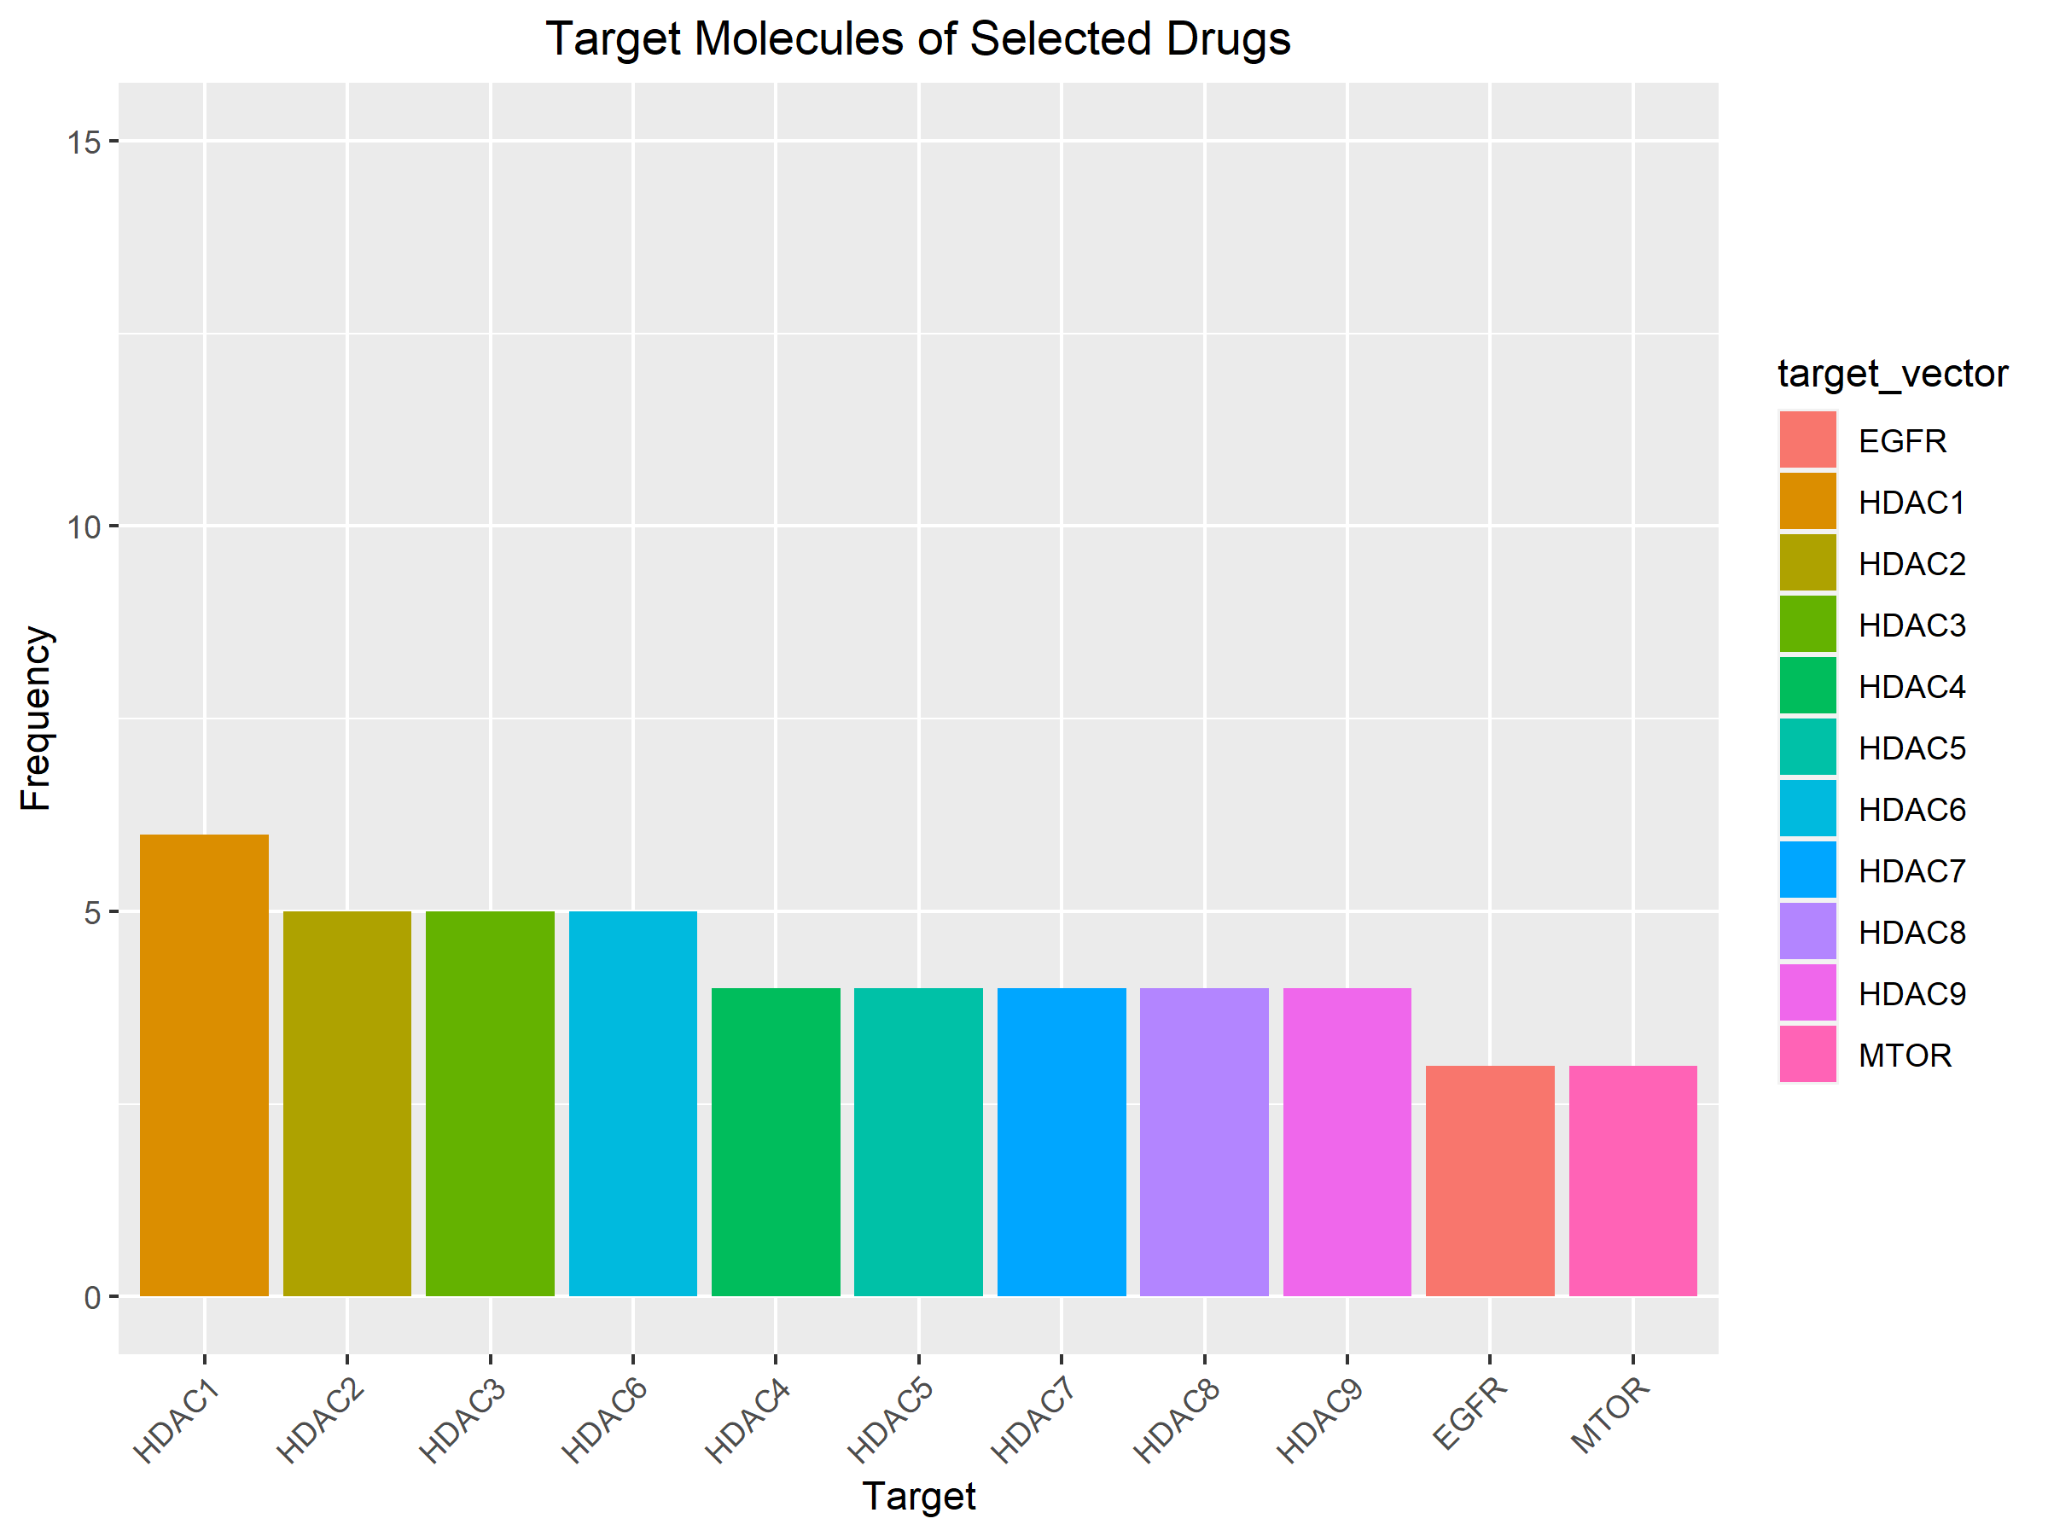 Target Molecules of Selected Drugs
Frequency
15
10
5
0
HDAC1
HDAC2
HDAC3
HDAC6
HDAC4
HDAC5
HDAC7
HDAC8
HDAC9
EGFR
MTOR
Target
target_vector
EGFR
HDAC1
HDAC2
HDAC3
HDAC4
HDAC5
HDAC6
HDAC7
HDAC8
HDAC9
MTOR